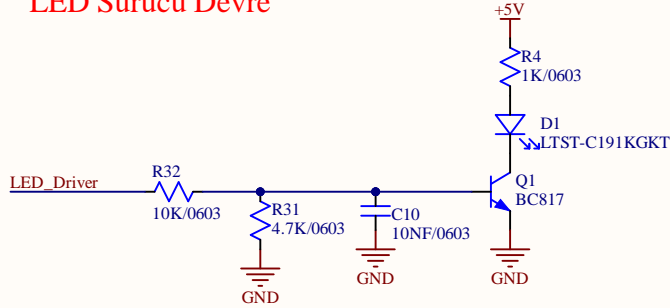 LED Surucu Devre
+5V
R4
1K/0603
D1
LTST-C191KGKT
LED_Driver
R32
10K/0603
R31
4.7K/0603
C10
10NF/0603
Q1
BC817
GND
GND
GND